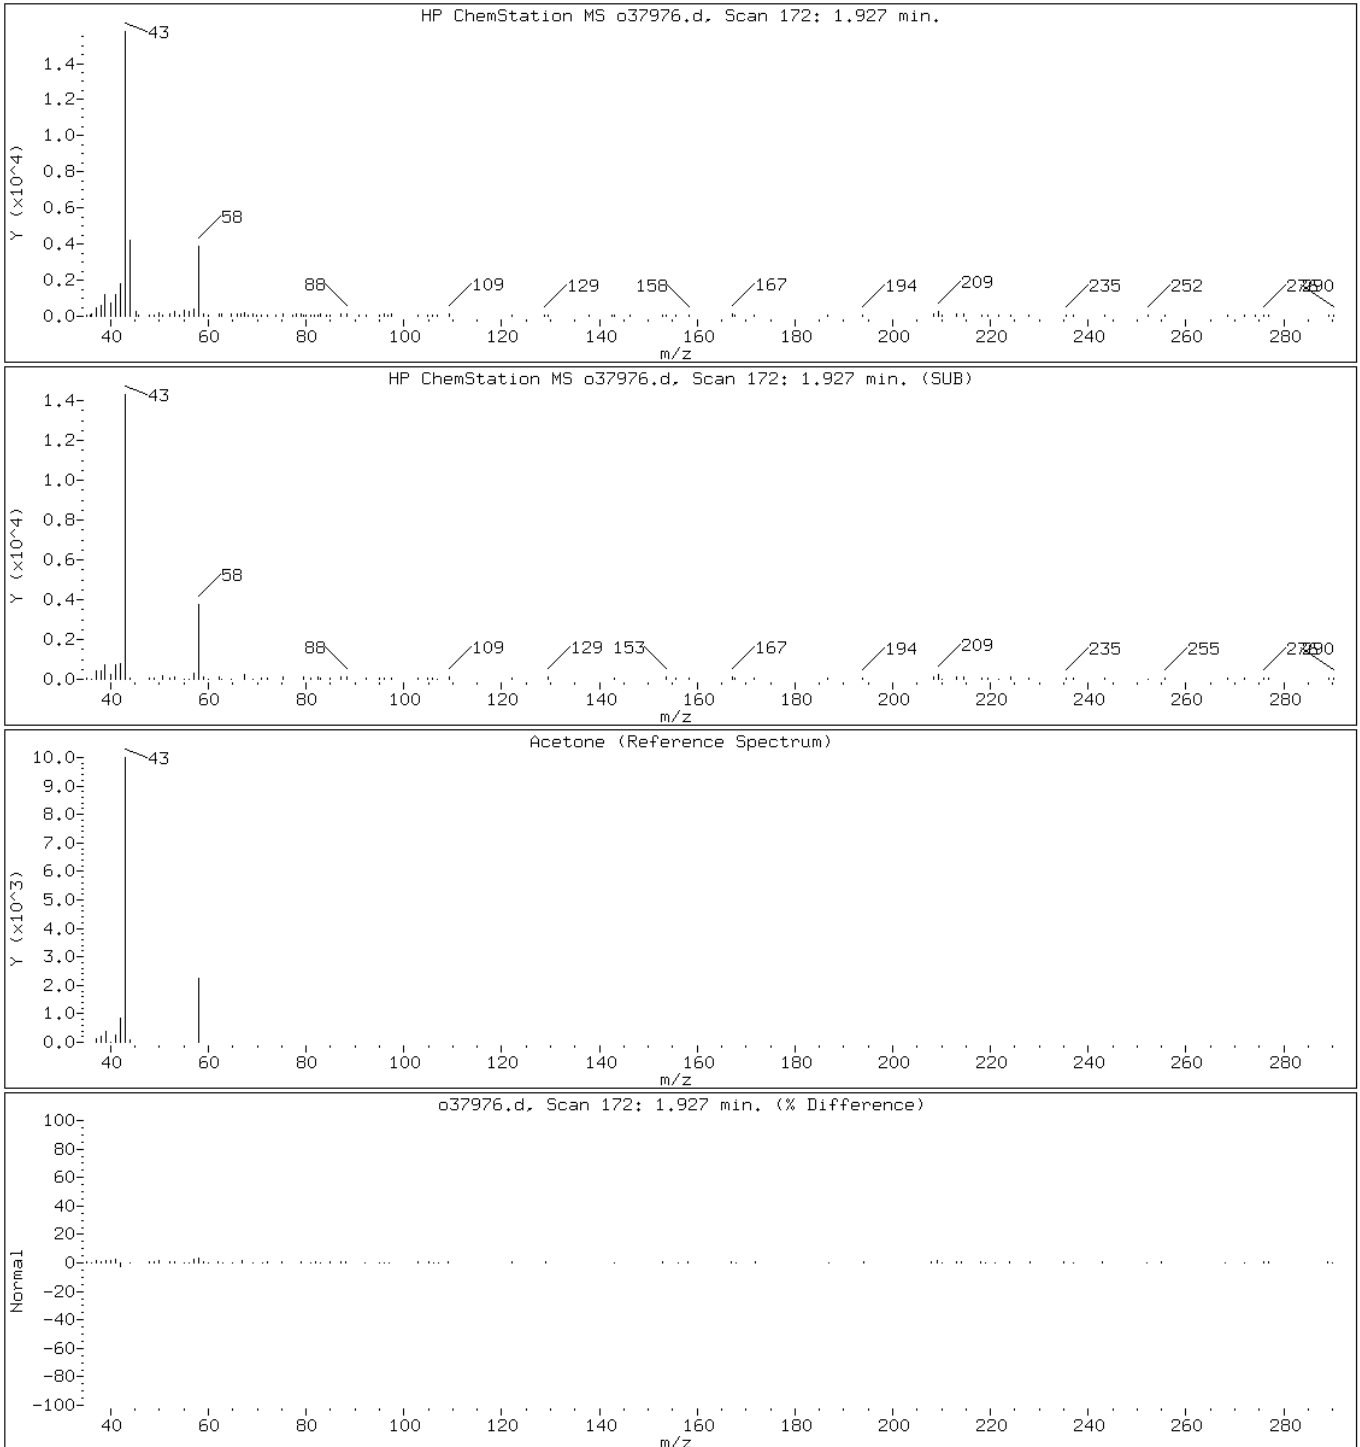 HP ChemStation MS o37976.d, Scan 172: 1.927 min.
43
1.4
1.2
1.0
0.8
0.6
0.4
0.2
0.0
Y (x10^4)
58
88 109 129 158 167 194 209 235 252 290
40 60 80 100 120 140 160 180 200 220 240 260 280
m/z
HP ChemStation MS o37976.d, Scan 172: 1.927 min. (SUB)
43
1.4
1.2
1.0
0.8
0.6
0.4
0.2
0.0
Y (x10^4)
58
88 109 129 153 167 194 209 235 255 290
40 60 80 100 120 140 160 180 200 220 240 260 280
m/z
Acetone (Reference Spectrum)
43
10.0
9.0
8.0
7.0
6.0
5.0
4.0
3.0
2.0
1.0
0.0
Y (x10^3)
40 60 80 100 120 140 160 180 200 220 240 260 280
m/z
o37976.d, Scan 172: 1.927 min. (% Difference)
100
80
60
40
20
0
-20
-40
-60
-80
-100
Normal
40 60 80 100 120 140 160 180 200 220 240 260 280
m/z